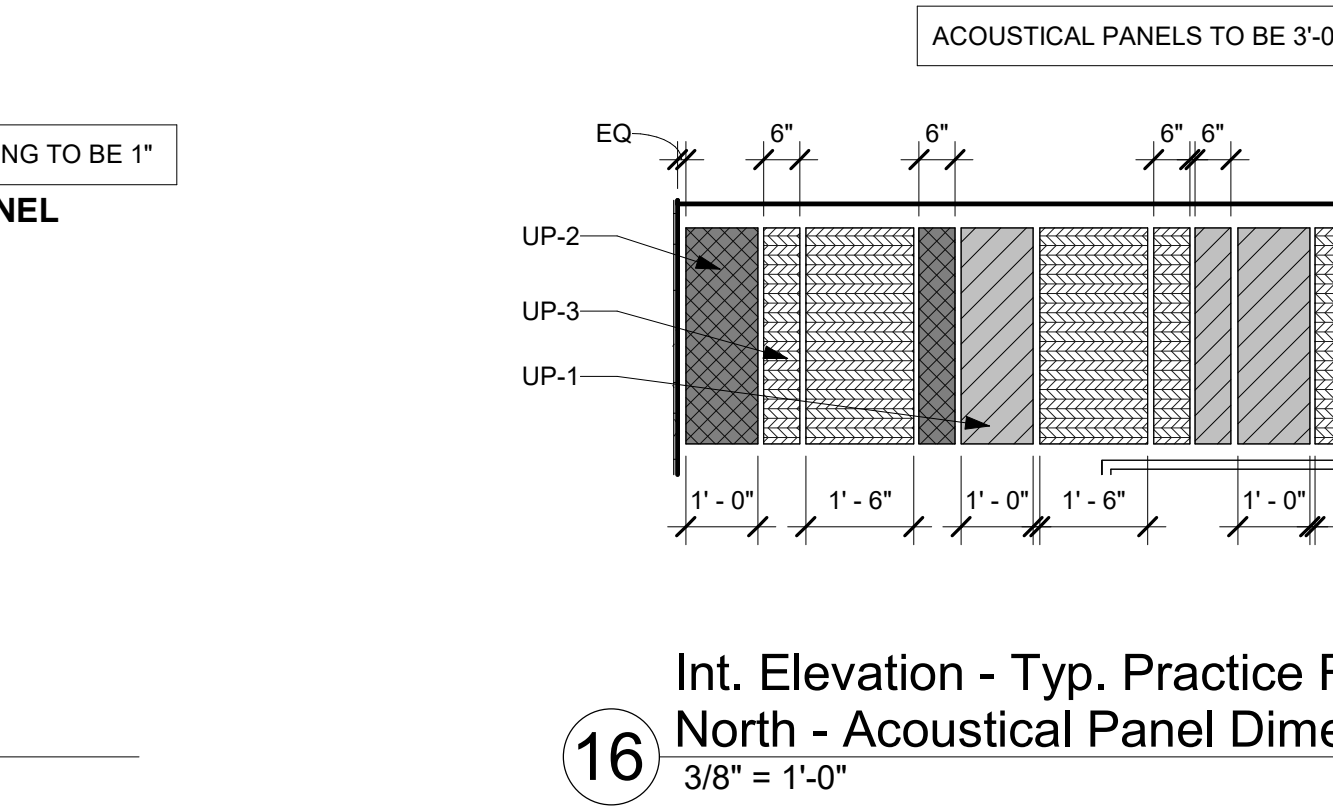 ACOUSTICAL PANELS TO BE 3'-0
NG TO BE 1"
NEL
EQ
6"
6"
6"
6"
UP-2
UP-3
UP-1
1' - 0"
1' - 6"
1' - 0"
1' - 6"
1' - 0"
Int. Elevation - Typ. Practice
North - Acoustical Panel Dime
16
3/8" = 1'-0"